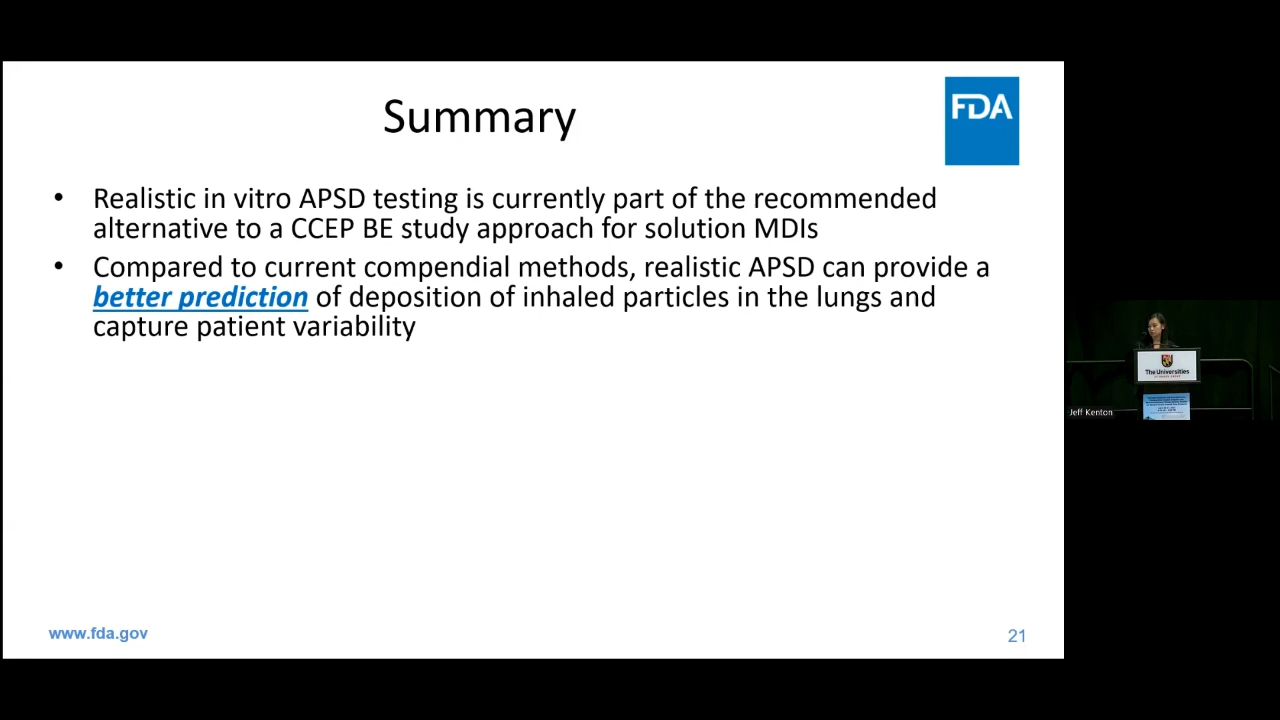 Summary
FDA
• Realistic in vitro APSD testing is currently part of the recommended
alternative to a CCEP BE study approach for solution MDIs
• Compared to current compendial methods, realistic APSD can provide a
better prediction of deposition of inhaled particles in the lungs and
capture patient variability
www.fda.gov
21
The Universities
Jeff Kenton